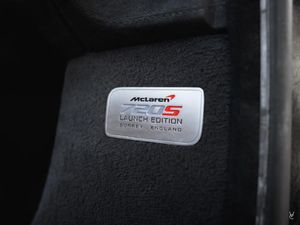 McLaren
720S
LAUNCH EDITION
SURREY - ENGLAND